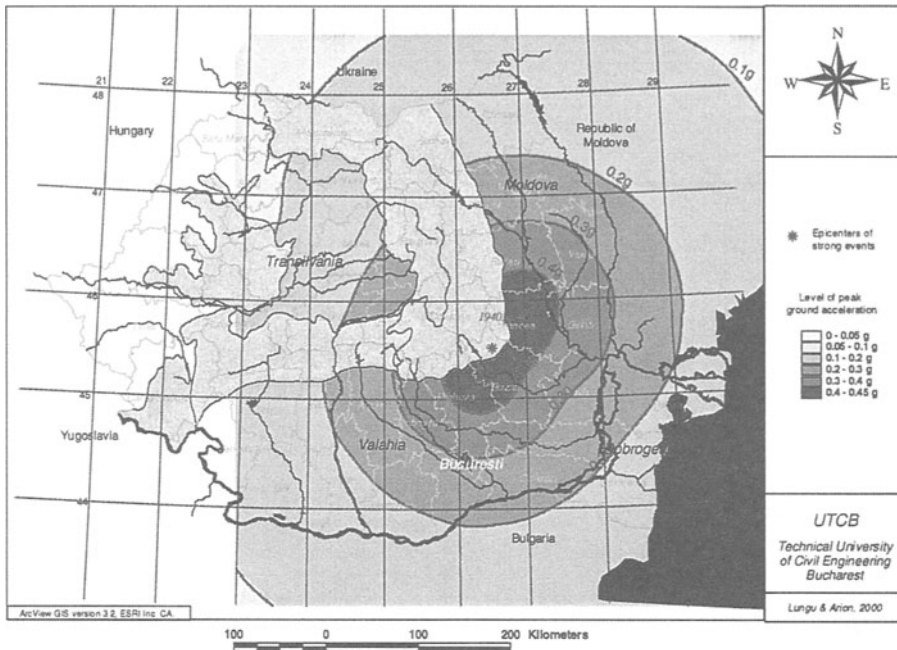 N
W E
S
0.1g
21 22 23 24 25 26 27 28 29
48
Ukraine
Hungary
Republic of
Moldova
0.2g
47
Moldova
0.3g
Transilvania
0.4g
46
1940
45
Yugoslavia
Valahia
Bucuresti
44
Bulgaria
Epicenters of
strong events
Level of peak
ground acceleration
0 - 0.05 g
0.05 - 0.1 g
0.1 - 0.2 g
0.2 - 0.3 g
0.3 - 0.4 g
0.4 - 0.45 g
UTCB
Technical University
of Civil Engineering
Bucharest
Lungu & Arion, 2000
ArcView GIS version 3.2, ESRI Inc. CA.
100 0 100 200 Kilometers